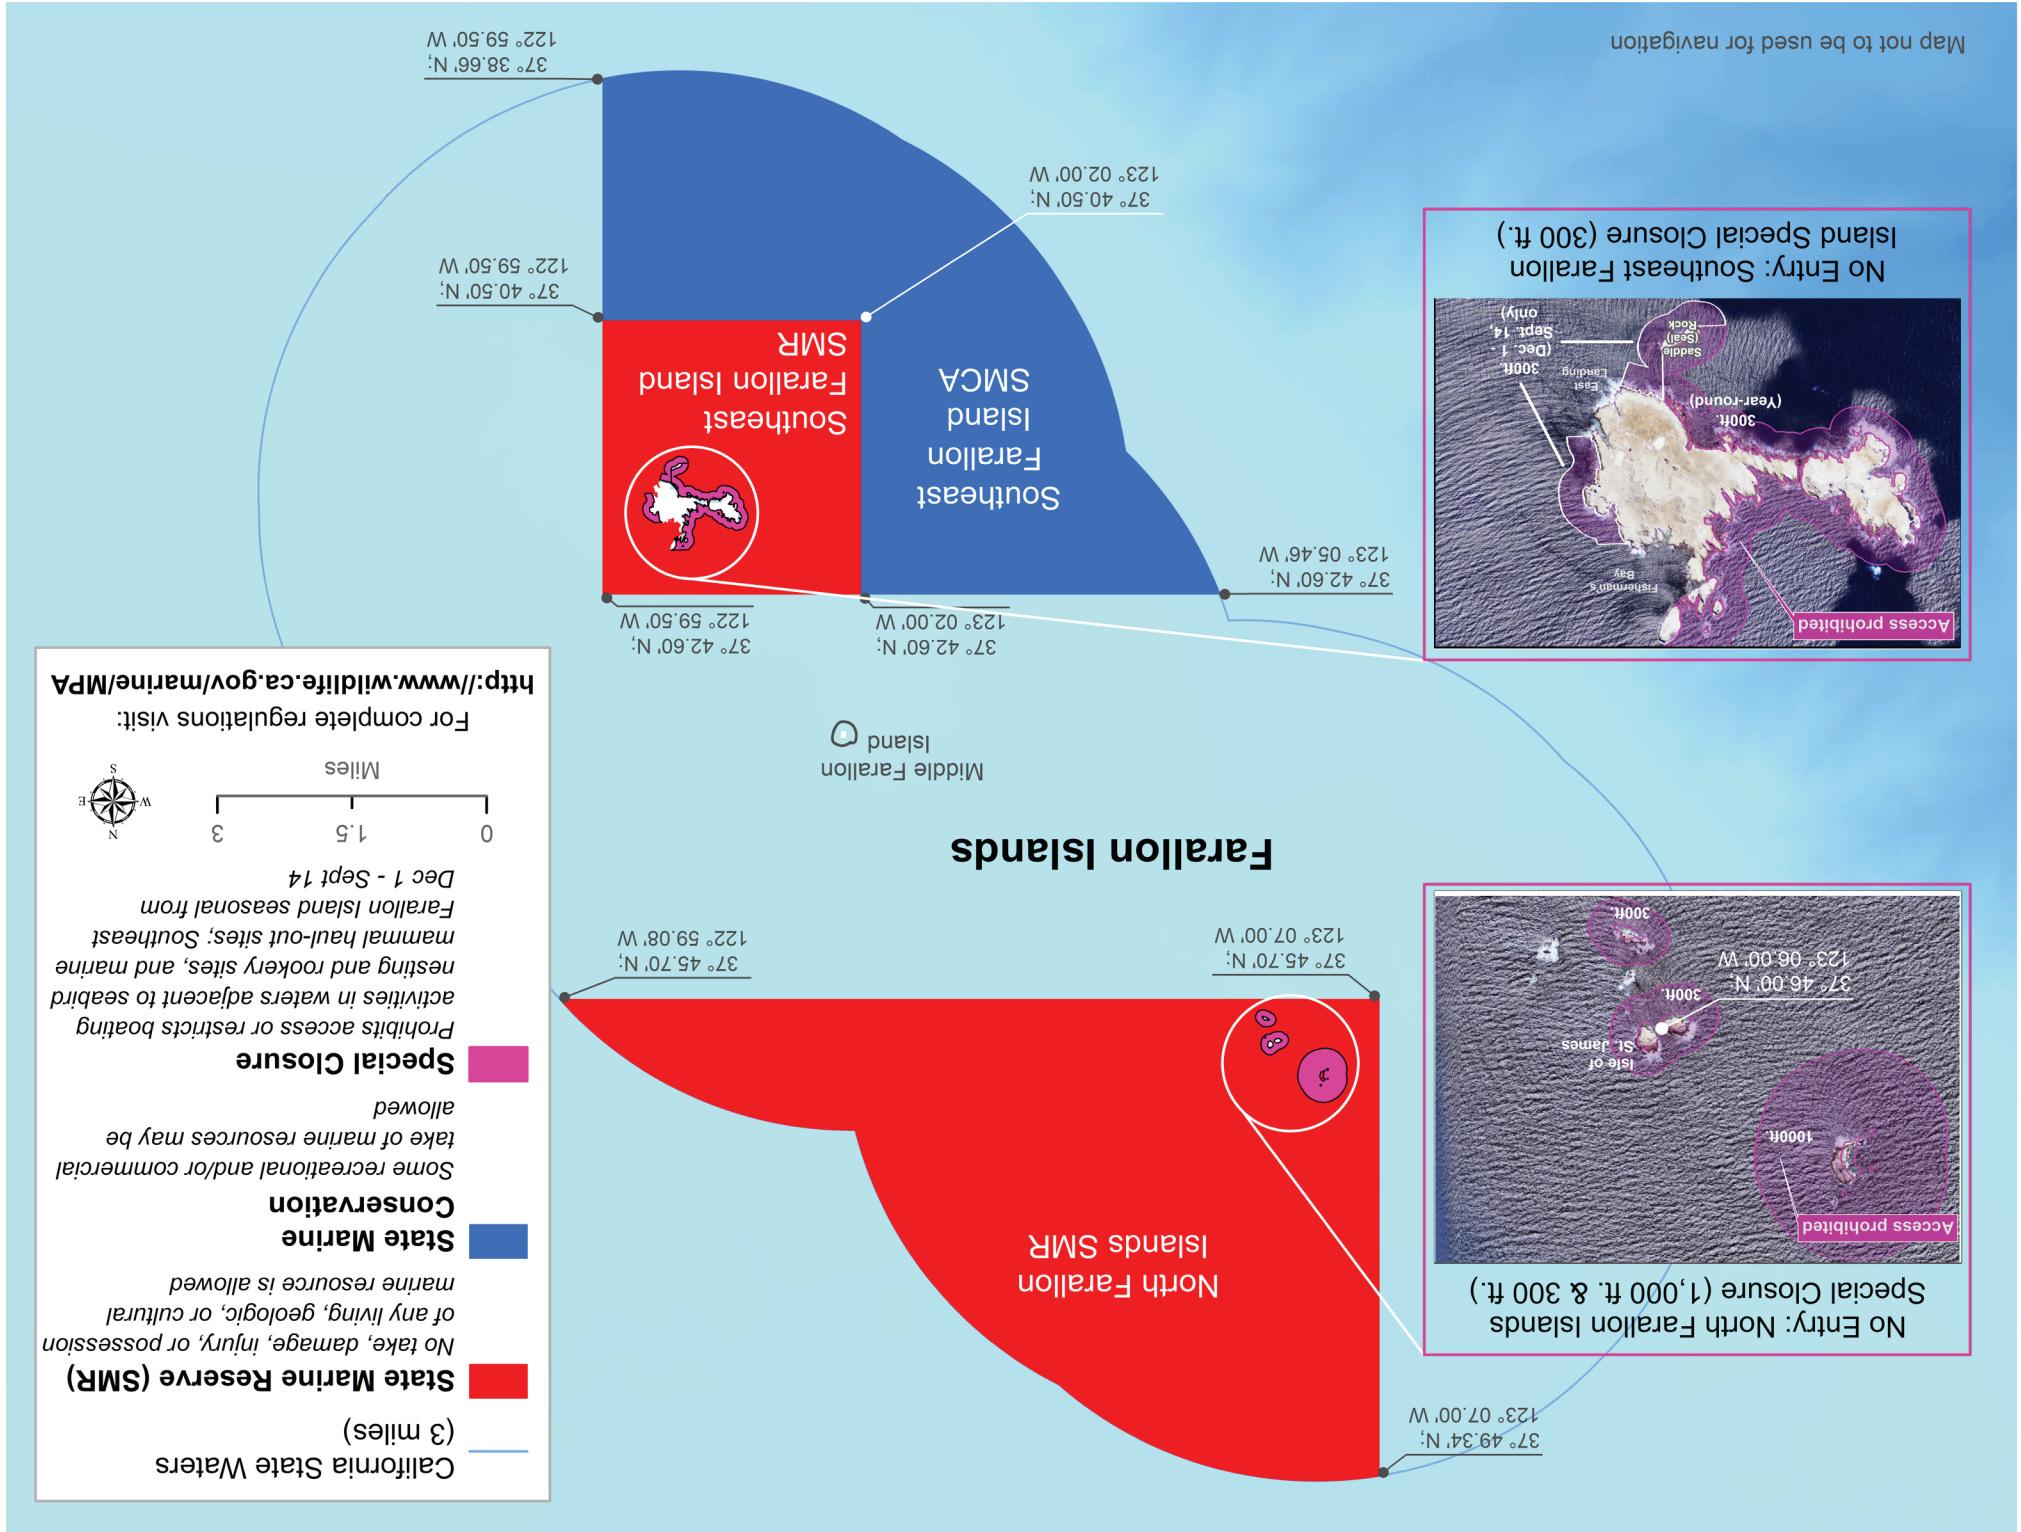 California State Waters
(3 miles)
State Marine Reserve (SMR)
No take, damage, injury, or possession
of any living, geologic, or cultural
marine resource is allowed
State Marine
Conservation
Some recreational and/or commercial
take of marine resources may be
allowed
Special Closure
Prohibits access or restricts boating
activities in waters adjacent to seabird
nesting and rookery sites, and marine
mammal haul-out sites; Southeast
Farallon Island seasonal from
Dec 1 - Sept 14
0 1.5 3
Miles
N
W
E
S
For complete regulations visit:
http://www.wildlife.ca.gov/marine/MPA
37° 49.34' N;
123° 07.00' W
No Entry: North Farallon Islands
Special Closure (1,000 ft. & 300 ft.)
Access prohibited
1000ft.
Isle of
St. James
300ft.
37° 46.00' N;
123° 06.00' W
300ft.
North Farallon
Islands SMR
37° 45.70' N;
123° 07.00' W
37° 45.70' N;
122° 59.08' W
Farallon Islands
Middle Farallon
Island
37° 42.60' N;
123° 05.46' W
37° 42.60' N;
123° 02.00' W
37° 42.60' N;
122° 59.50' W
Southeast
Farallon
Island
SMCA
Southeast
Farallon Island
SMR
37° 40.50' N;
123° 02.00' W
37° 40.50' N;
122° 59.50' W
37° 38.66' N;
122° 59.50' W
Access prohibited
Fisherman's
Bay
300ft.
(Year-round)
East
Landing
300ft.
(Dec. 1 -
Sept. 14,
only)
Saddle
(Seal)
Rock
No Entry: Southeast Farallon
Island Special Closure (300 ft.)
Map not to be used for navigation